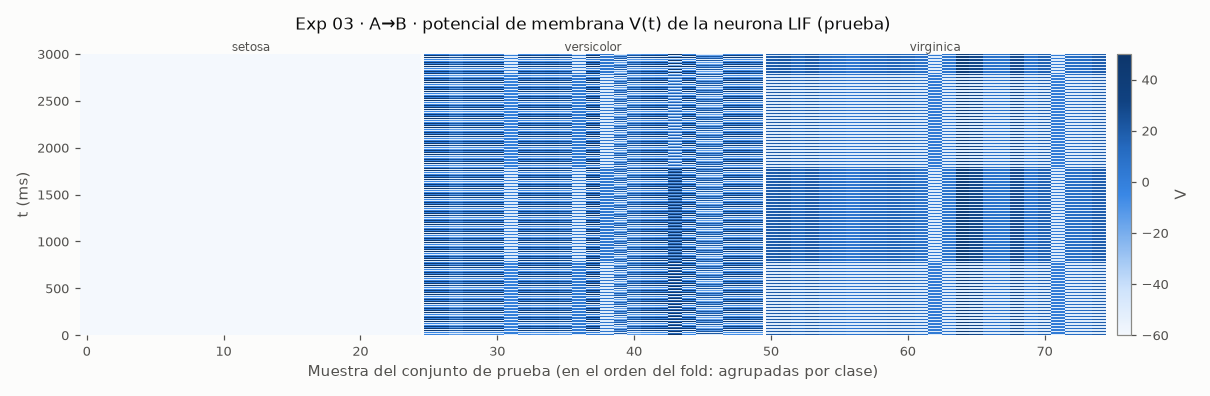 Exp 03 · A→B · potencial de membrana V(t) de la neurona LIF (prueba)
setosa versicolor virginica
3000
2500
2000
1500
1000
500
0
t (ms)
0 10 20 30 40 50 60 70
Muestra del conjunto de prueba (en el orden del fold: agrupadas por clase)
40
20
0
−20
−40
−60
V